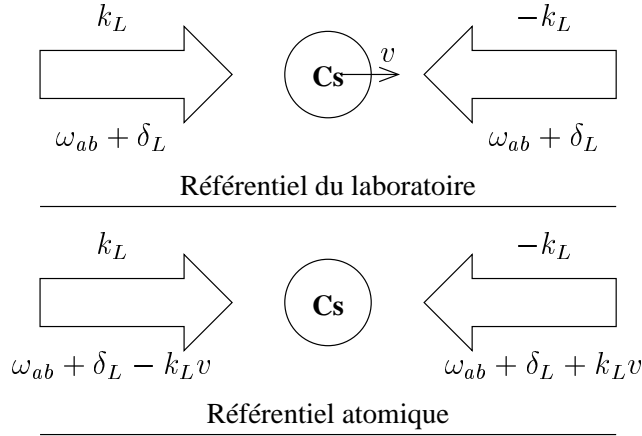 k_L −k_L
Cs v
ω_ab + δ_L ω_ab + δ_L
Référentiel du laboratoire
k_L −k_L
Cs
ω_ab + δ_L − k_L v ω_ab + δ_L + k_L v
Référentiel atomique